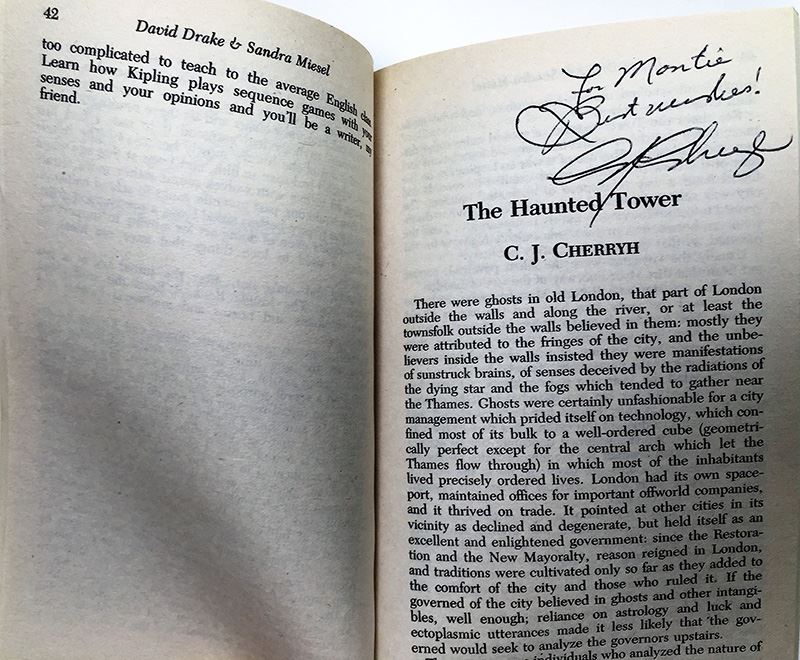 42
David Drake & Sandra Miesel
too complicated to teach to the average English class.
Learn how Kipling plays sequence games with your
senses and your opinions and you'll be a writer, my
friend.
For Montie
Best wishes!
CJ Cherryh
The Haunted Tower
C. J. CHERRYH
There were ghosts in old London, that part of London
outside the walls and along the river, or at least the
townsfolk outside the walls believed in them: mostly they
were attributed to the fringes of the city, and the unbe-
lievers inside the walls insisted they were manifestations
of sunstruck brains, of senses deceived by the radiations of
the dying star and the fogs which tended to gather near
the Thames. Ghosts were certainly unfashionable for a city
management which prided itself on technology, which con-
fined most of its bulk to a well-ordered cube (geometri-
cally perfect except for the central arch which let the
Thames flow through) in which most of the inhabitants
lived precisely ordered lives. London had its own space-
port, maintained offices for important offworld companies,
and it thrived on trade. It pointed at other cities in its
vicinity as declined and degenerate, but held itself as an
excellent and enlightened government: since the Restora-
tion and the New Mayoralty, reason reigned in London,
and traditions were cultivated only so far as they added to
the comfort of the city and those who ruled it. If the
governed of the city believed in ghosts and other intangi-
bles, well enough; reliance on astrology and luck and
ectoplasmic utterances made it less likely that the gov-
erned would seek to analyze the governors upstairs.
individuals who analyzed the nature of